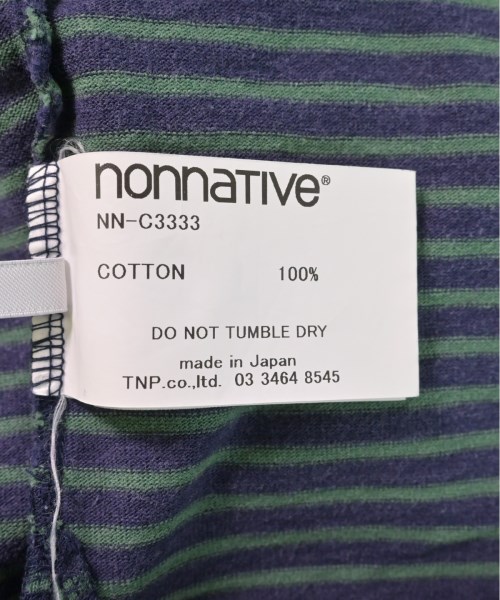 nonnaTive®
NN-C3333
COTTON 100%
DO NOT TUMBLE DRY
made in Japan
TNP.co.,ltd. 03 3464 8545